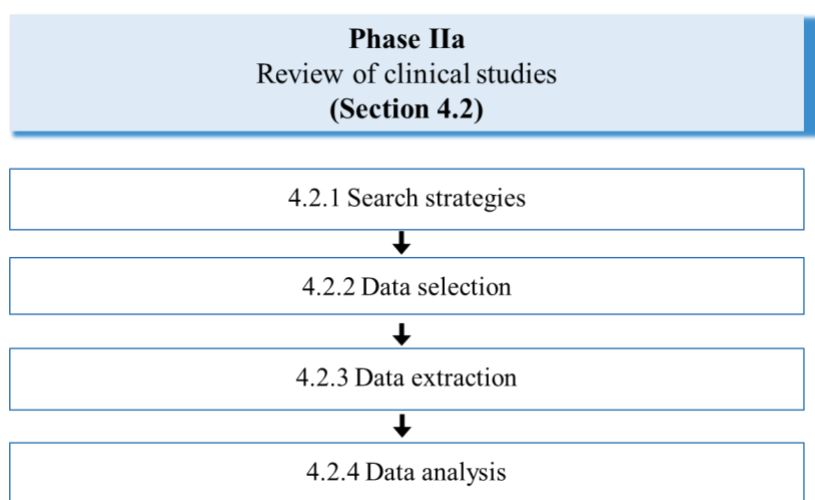 Phase IIa
Review of clinical studies
(Section 4.2)
4.2.1 Search strategies
4.2.2 Data selection
4.2.3 Data extraction
4.2.4 Data analysis